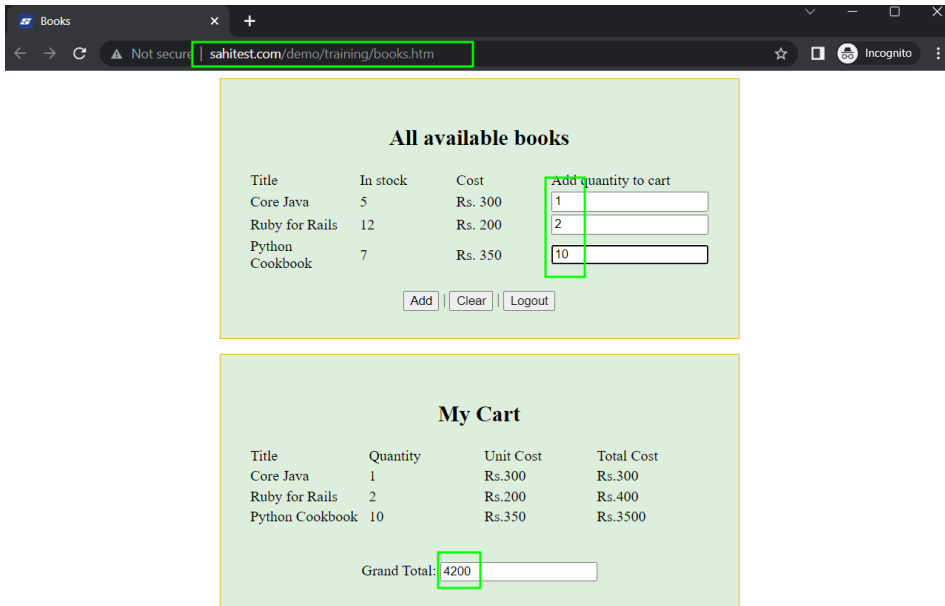 Books
Not secure | sahitest.com/demo/training/books.htm Incognito
All available books
Title In stock Cost Add quantity to cart
Core Java 5 Rs. 300 1
Ruby for Rails 12 Rs. 200 2
Python Cookbook 7 Rs. 350 10
Add | Clear | Logout
My Cart
Title Quantity Unit Cost Total Cost
Core Java 1 Rs.300 Rs.300
Ruby for Rails 2 Rs.200 Rs.400
Python Cookbook 10 Rs.350 Rs.3500
Grand Total: 4200